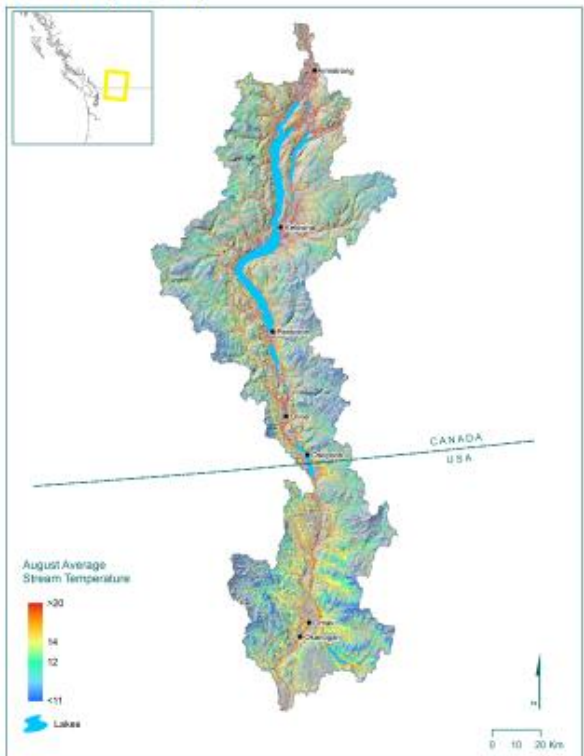 Armstrong
Kelowna
Penticton
Oliver
Osoyoos
CANADA
USA
Omak
Okanogan
August Average
Stream Temperature
>20
14
12
<11
Lakes
N
0 10 20 Km